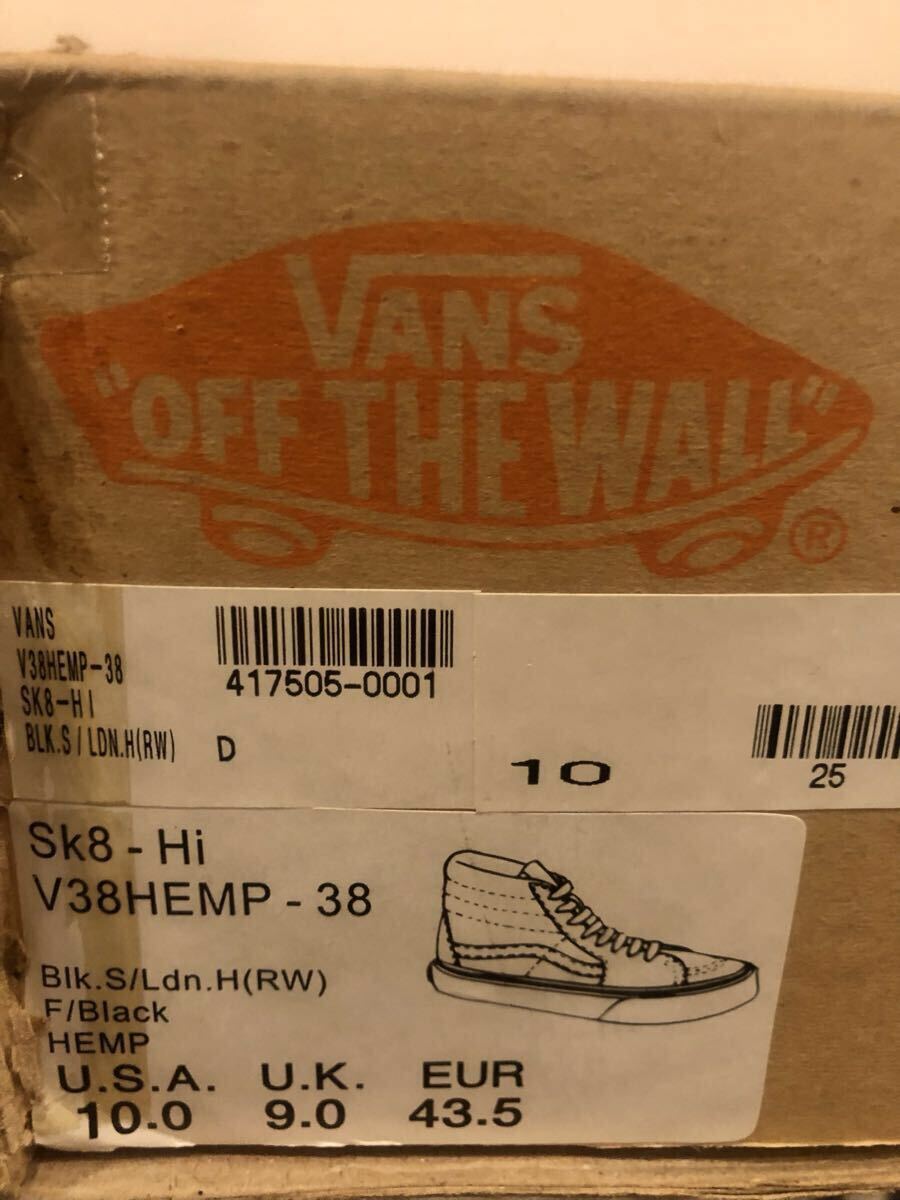 VANS
"OFF THE WALL"
®
VANS
V38HEMP-38
SK8-HI
BLK.S/LDN.H(RW)
417505-0001
D
10
25
Sk8 - Hi
V38HEMP - 38
Blk.S/Ldn.H(RW)
F/Black
HEMP
U.S.A. U.K. EUR
10.0 9.0 43.5